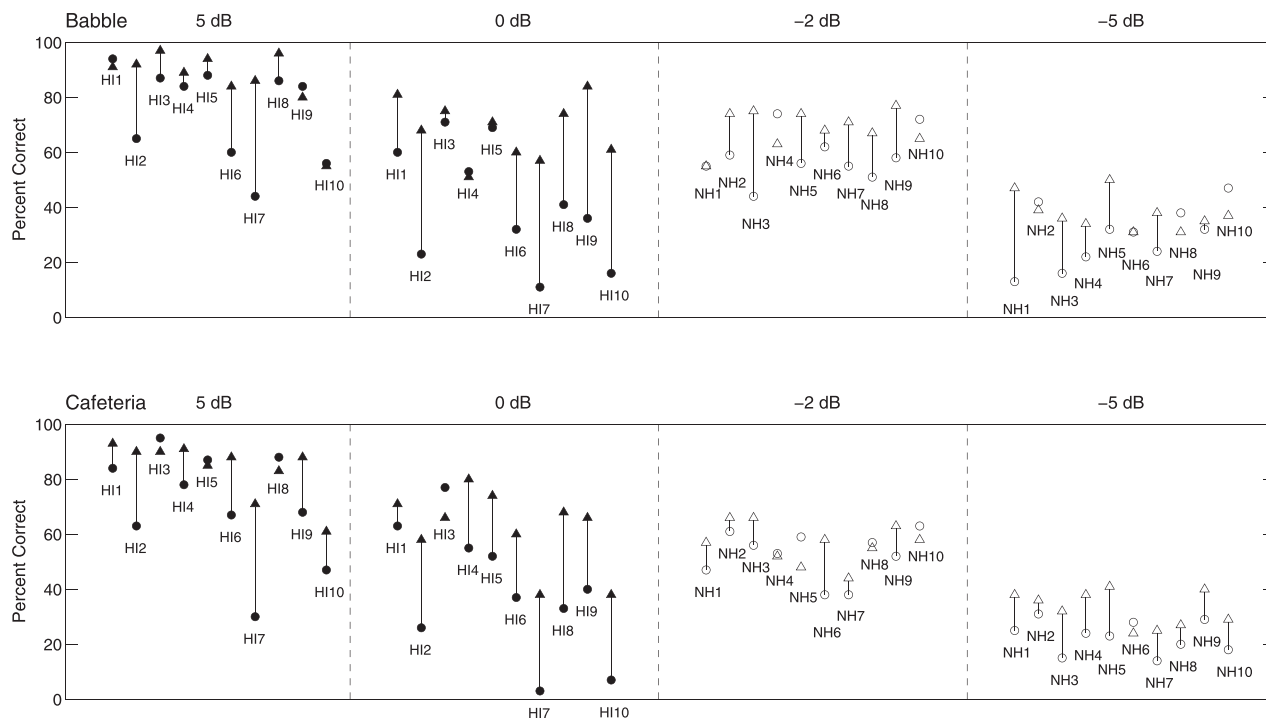 Babble 5 dB 0 dB −2 dB −5 dB
Percent Correct
100
80
60
40
20
0
HI1 HI2 HI3 HI4 HI5 HI6 HI7 HI8 HI9 HI10
HI1 HI2 HI3 HI4 HI5 HI6 HI7 HI8 HI9 HI10
NH1 NH2 NH3 NH4 NH5 NH6 NH7 NH8 NH9 NH10
NH1 NH2 NH3 NH4 NH5 NH6 NH7 NH8 NH9 NH10
Cafeteria 5 dB 0 dB −2 dB −5 dB
Percent Correct
100
80
60
40
20
0
HI1 HI2 HI3 HI4 HI5 HI6 HI7 HI8 HI9 HI10
HI1 HI2 HI3 HI4 HI5 HI6 HI7 HI8 HI9 HI10
NH1 NH2 NH3 NH4 NH5 NH6 NH7 NH8 NH9 NH10
NH1 NH2 NH3 NH4 NH5 NH6 NH7 NH8 NH9 NH10